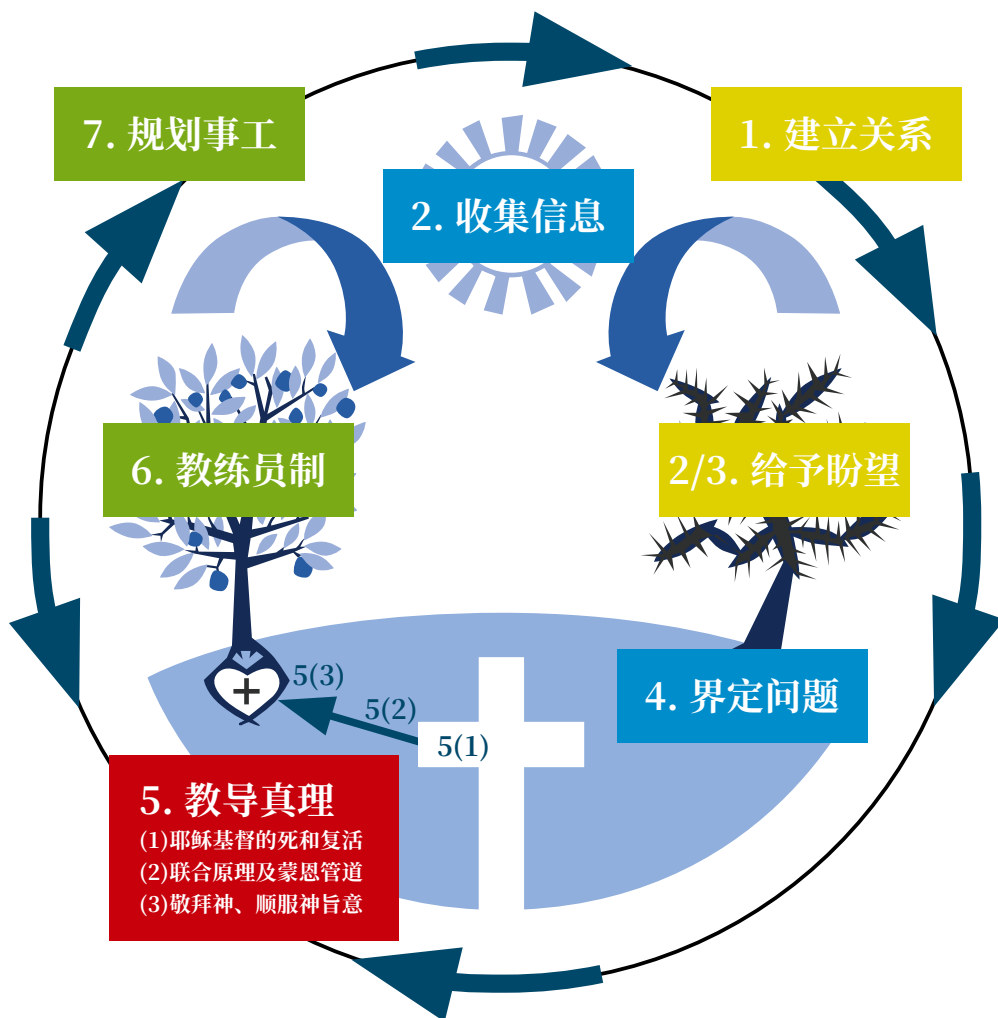 7. 规划事工
1. 建立关系
2. 收集信息
6. 教练员制
2/3. 给予盼望
5(3)
5(2)
5(1)
4. 界定问题
5. 教导真理
(1)耶稣基督的死和复活
(2)联合原理及蒙恩管道
(3)敬拜神、顺服神旨意